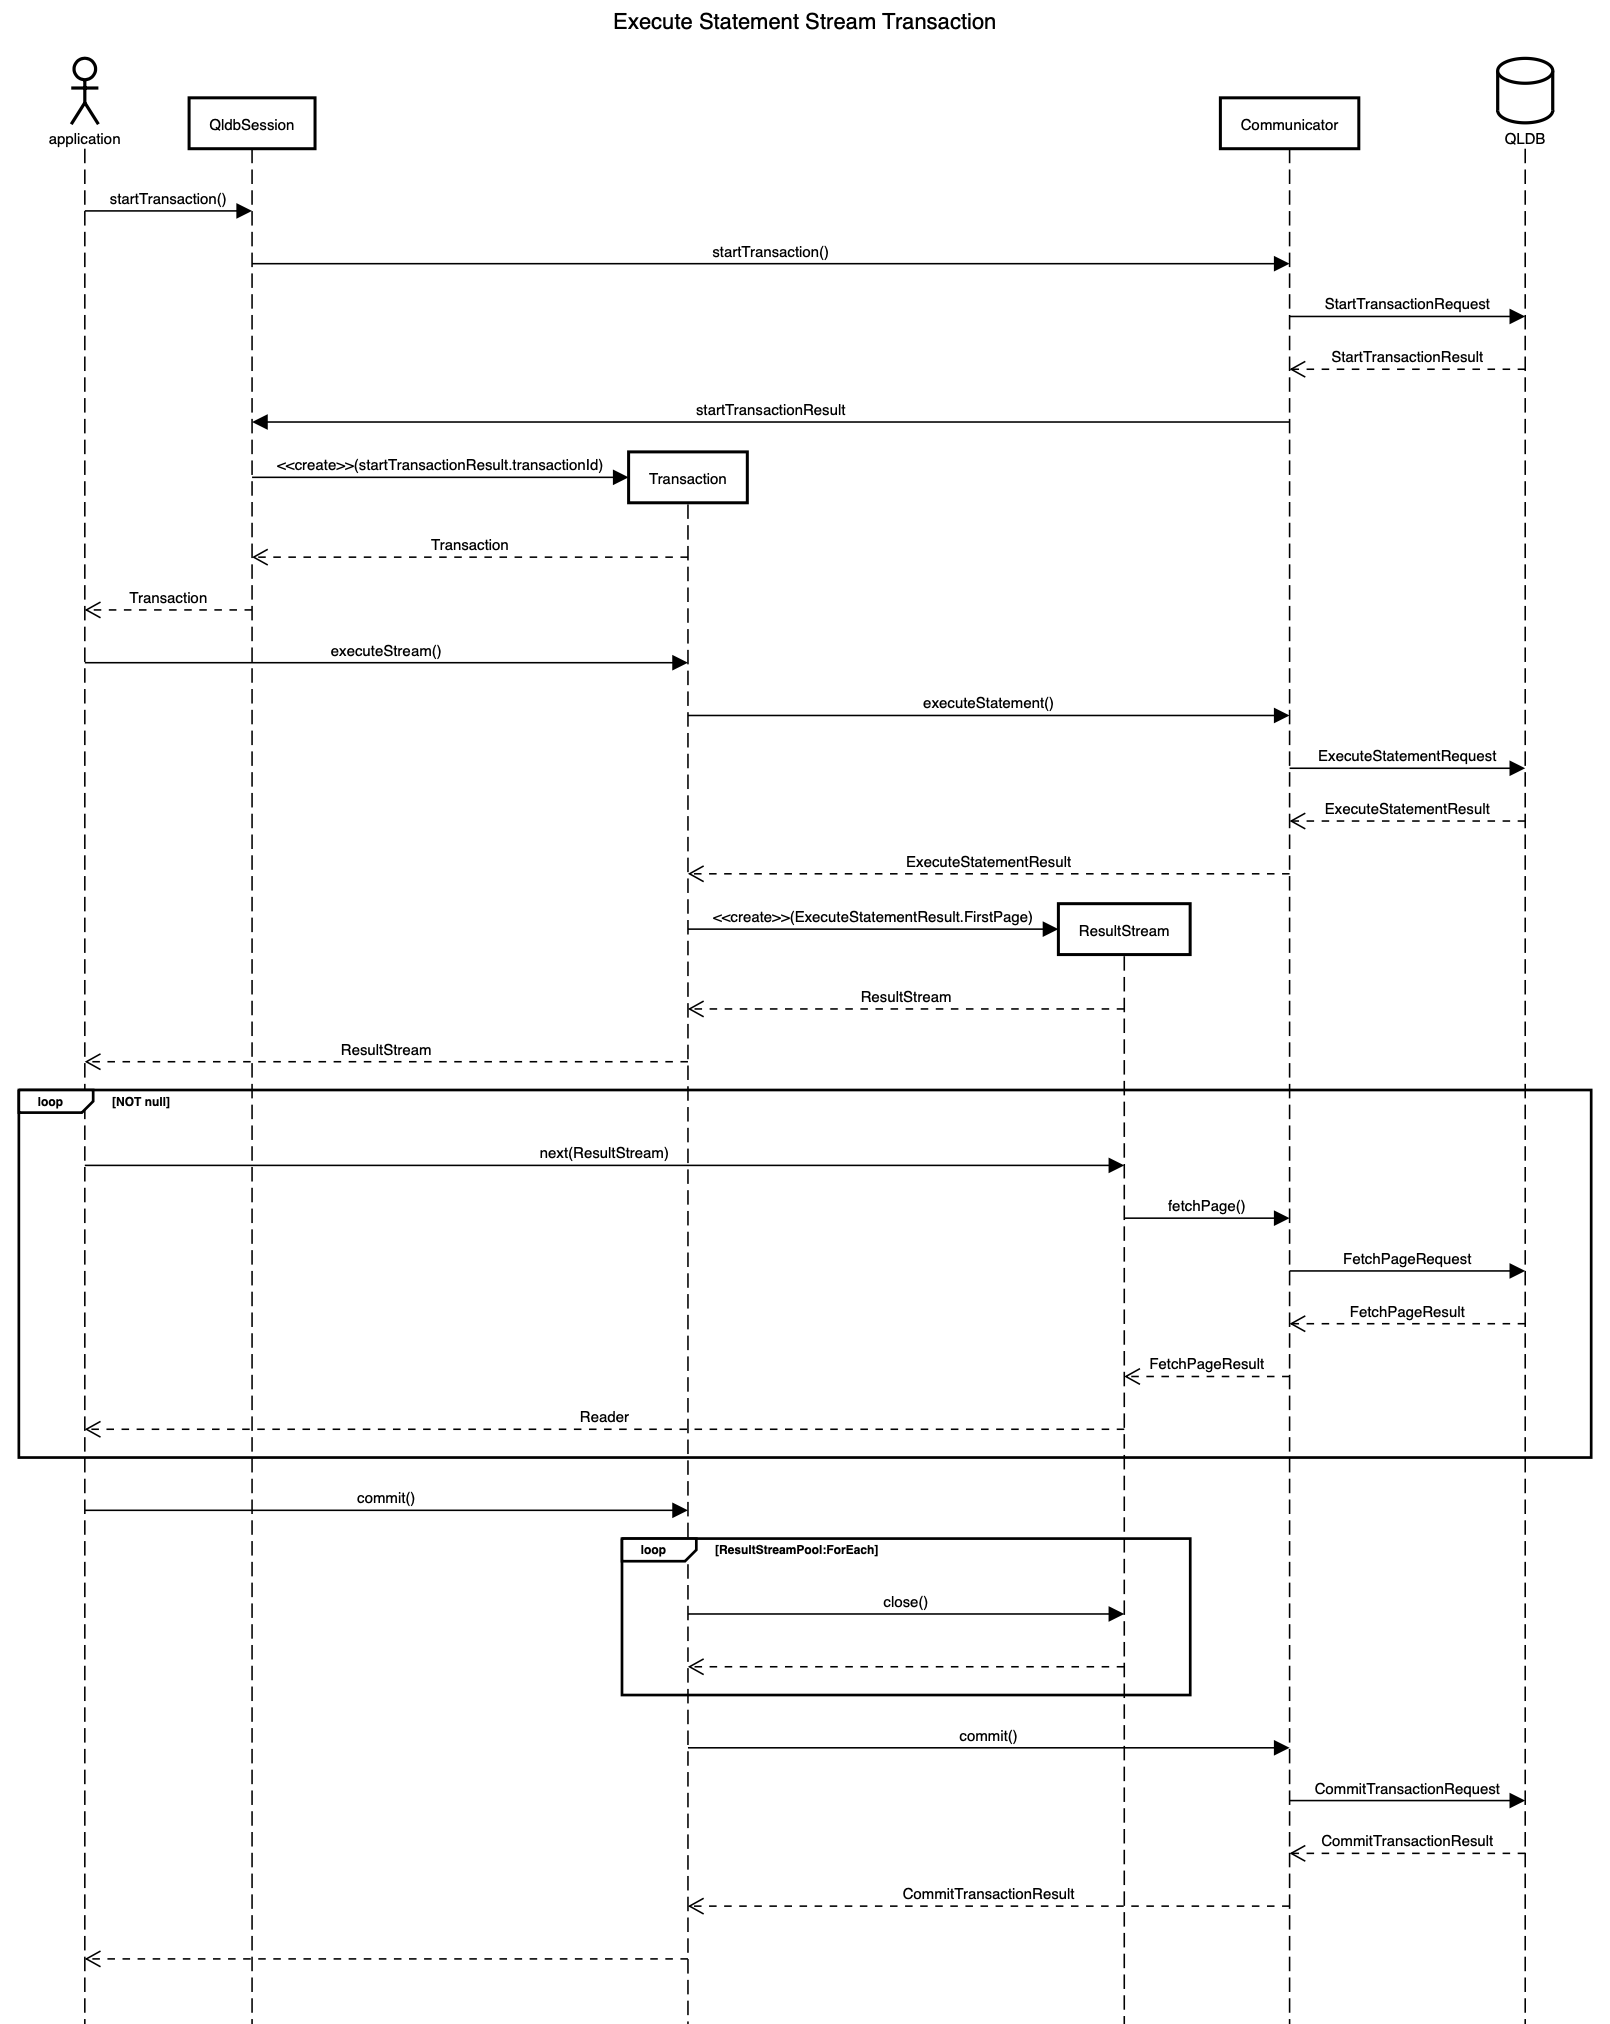 Execute Statement Stream Transaction
application
QldbSession
Communicator
QLDB
startTransaction()
startTransaction()
StartTransactionRequest
StartTransactionResult
startTransactionResult
<<create>>(startTransactionResult.transactionId)
Transaction
Transaction
Transaction
executeStream()
executeStatement()
ExecuteStatementRequest
ExecuteStatementResult
ExecuteStatementResult
<<create>>(ExecuteStatementResult.FirstPage)
ResultStream
ResultStream
ResultStream
loop [NOT null]
next(ResultStream)
fetchPage()
FetchPageRequest
FetchPageResult
FetchPageResult
Reader
commit()
loop [ResultStreamPool:ForEach]
close()
commit()
CommitTransactionRequest
CommitTransactionResult
CommitTransactionResult